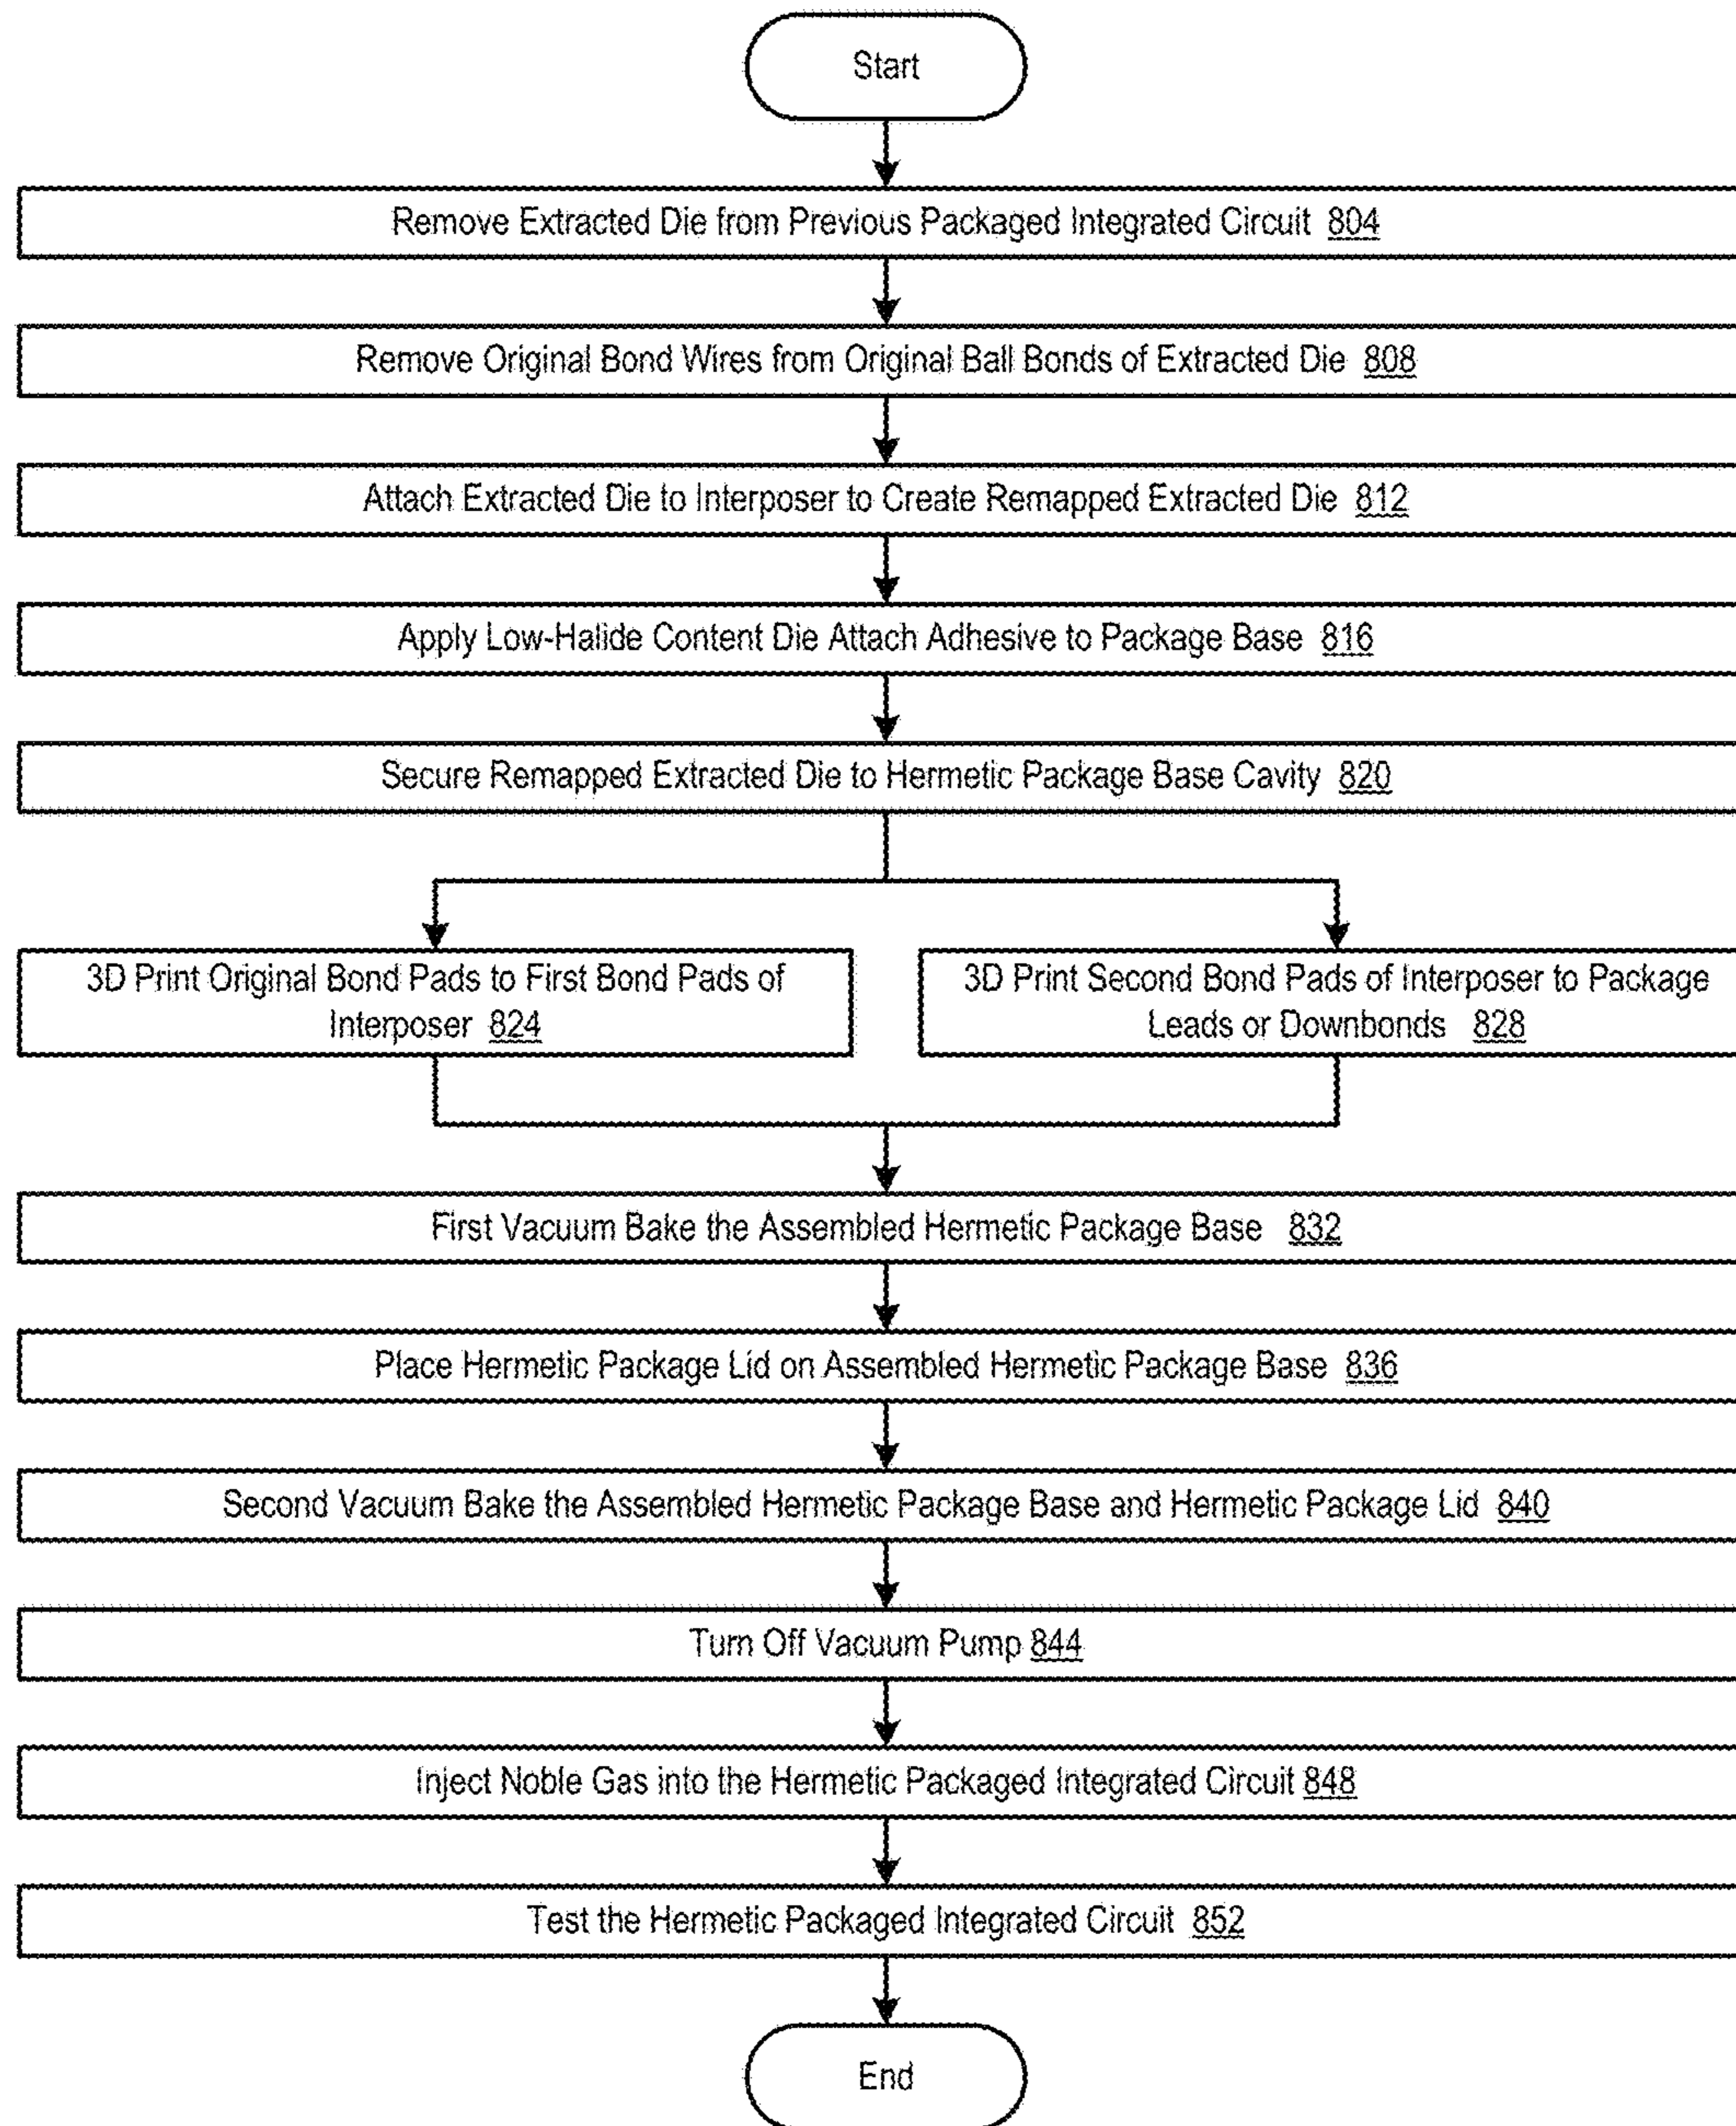 Start
Remove Extracted Die from Previous Packaged Integrated Circuit 804
Remove Original Bond Wires from Original Ball Bonds of Extracted Die 808
Attach Extracted Die to Interposer to Create Remapped Extracted Die 812
Apply Low-Halide Content Die Attach Adhesive to Package Base 816
Secure Remapped Extracted Die to Hermetic Package Base Cavity 820
3D Print Original Bond Pads to First Bond Pads of
Interposer 824
3D Print Second Bond Pads of Interposer to Package
Leads or Downbonds 828
First Vacuum Bake the Assembled Hermetic Package Base 832
Place Hermetic Package Lid on Assembled Hermetic Package Base 836
Second Vacuum Bake the Assembled Hermetic Package Base and Hermetic Package Lid 840
Turn Off Vacuum Pump 844
Inject Noble Gas into the Hermetic Packaged Integrated Circuit 848
Test the Hermetic Packaged Integrated Circuit 852
End